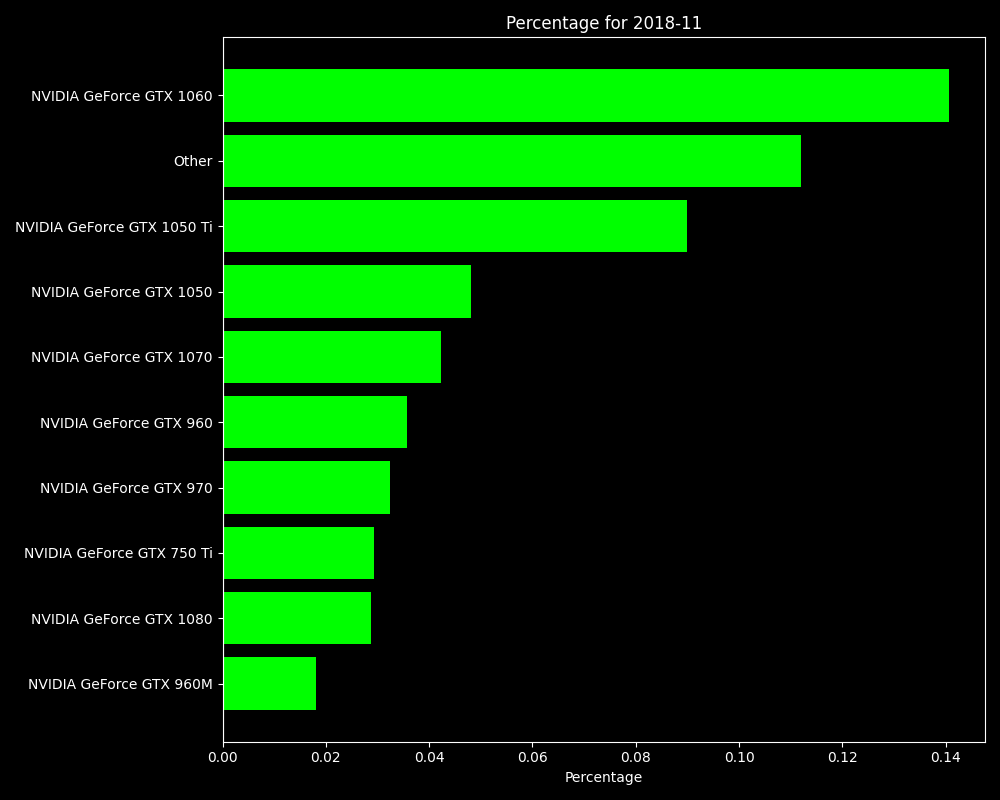 Percentage for 2018-11
NVIDIA GeForce GTX 1060
Other
NVIDIA GeForce GTX 1050 Ti
NVIDIA GeForce GTX 1050
NVIDIA GeForce GTX 1070
NVIDIA GeForce GTX 960
NVIDIA GeForce GTX 970
NVIDIA GeForce GTX 750 Ti
NVIDIA GeForce GTX 1080
NVIDIA GeForce GTX 960M
0.00 0.02 0.04 0.06 0.08 0.10 0.12 0.14
Percentage